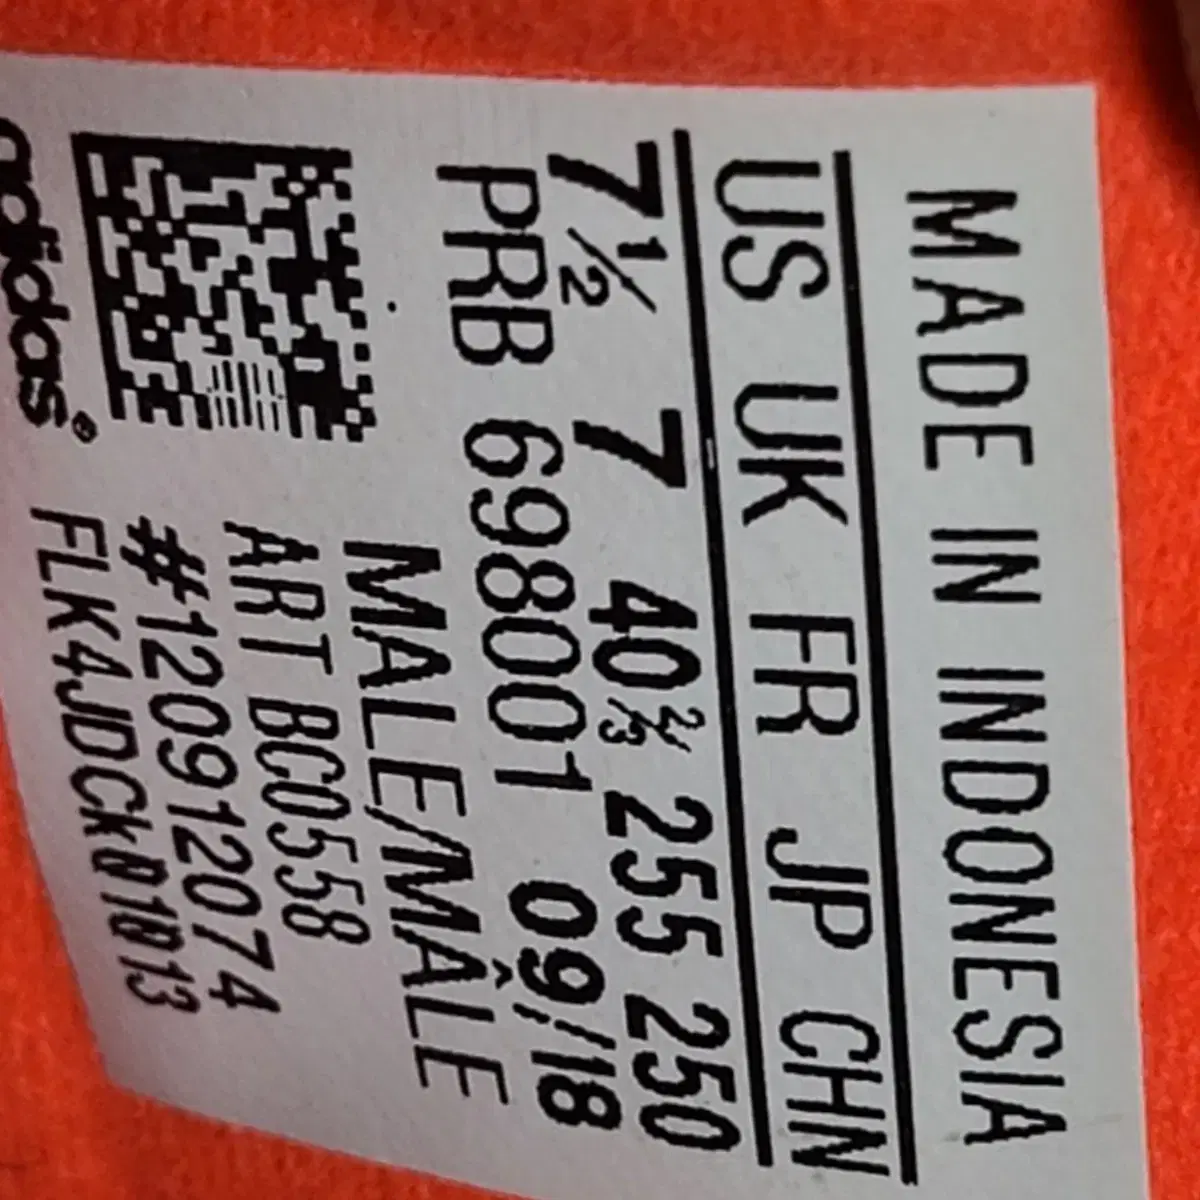 MADE IN INDONESIA
US UK FR JP CHN
7½ 7 40⅔ 255 250
PRB 698001 09/18
MALE/MÂLE
ART BC0558
#120912074
adidas®